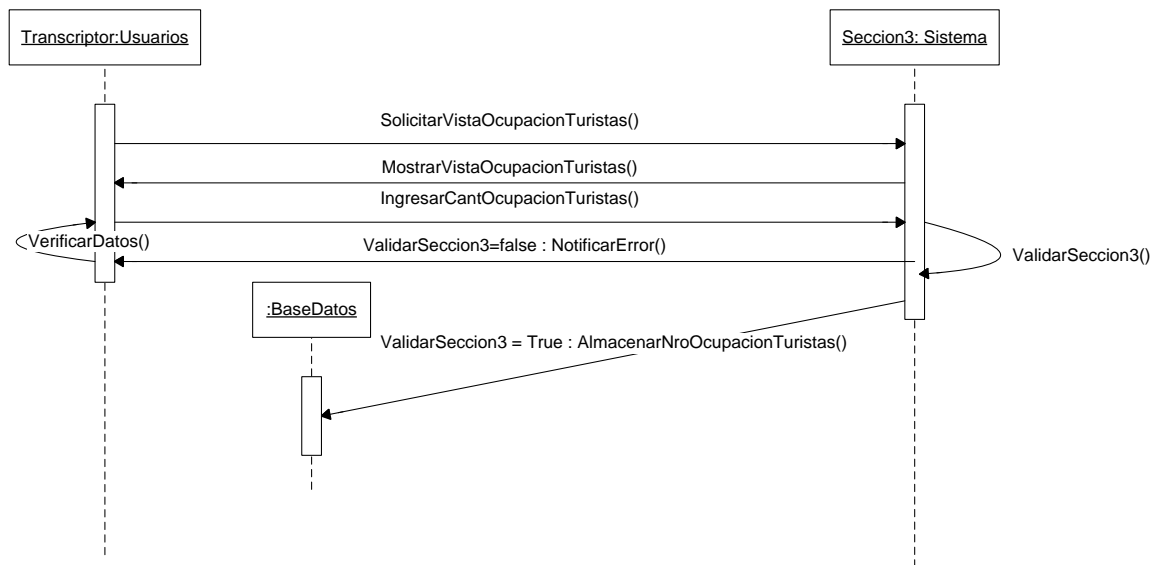 Transcriptor:Usuarios
Seccion3: Sistema
SolicitarVistaOcupacionTuristas()
MostrarVistaOcupacionTuristas()
IngresarCantOcupacionTuristas()
VerificarDatos()
ValidarSeccion3=false : NotificarError()
ValidarSeccion3()
:BaseDatos
ValidarSeccion3 = True : AlmacenarNroOcupacionTuristas()